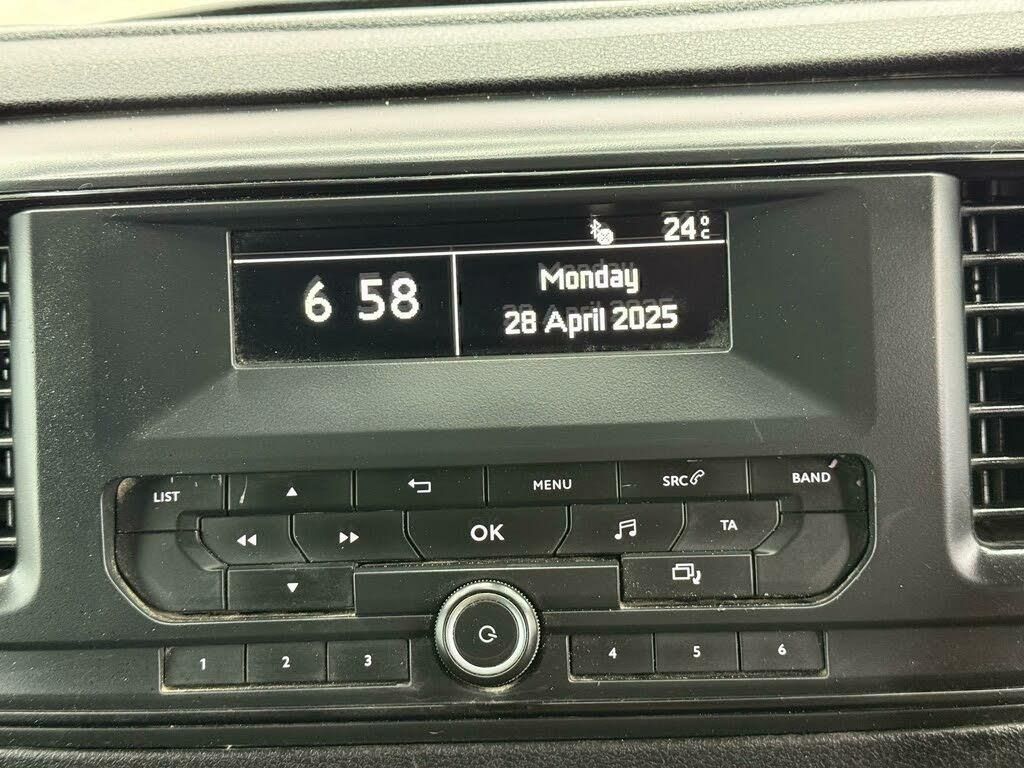 24°C
6 58
Monday
28 April 2025
LIST
MENU
SRC
BAND
OK
TA
1 2 3 4 5 6